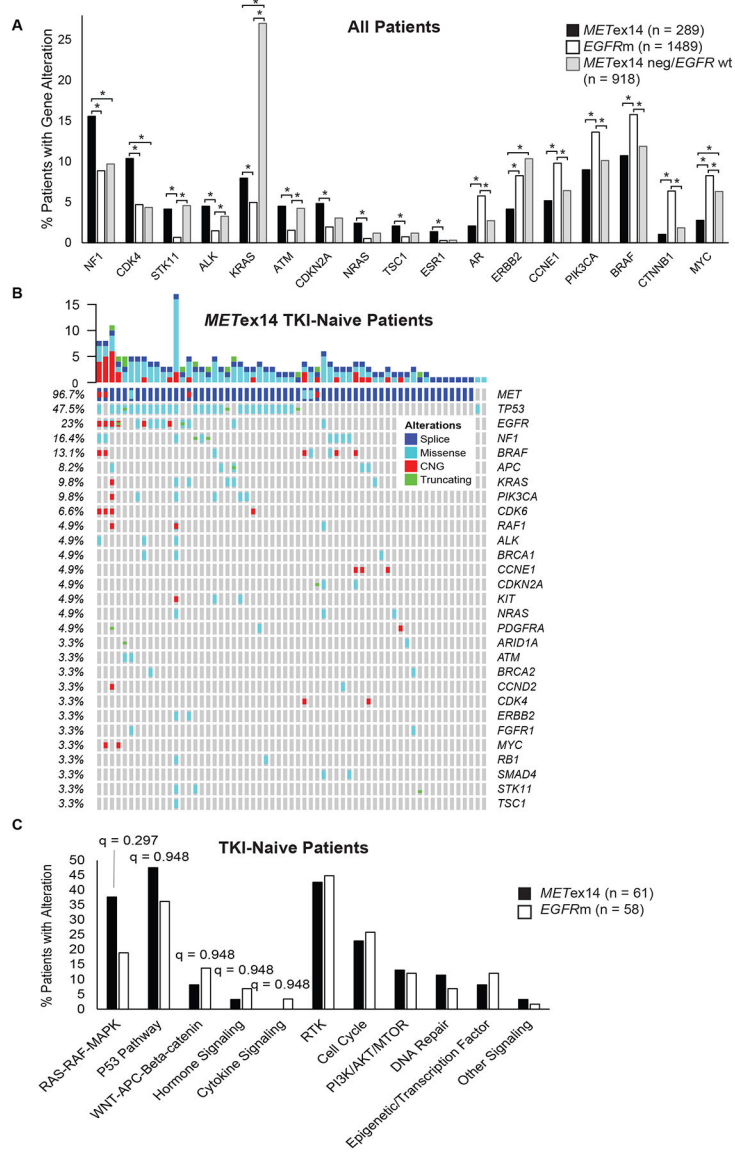 A
All Patients
METex14 (n = 289)
EGFRm (n = 1489)
METex14 neg/EGFR wt
(n = 918)
% Patients with Gene Alteration
25
20
15
10
5
0
* * * * * * * * * * * * * * * * * * * * * * * * * * * * * *
NF1
CDK4
STK11
ALK
KRAS
ATM
CDKN2A
NRAS
TSC1
ESR1
AR
ERBB2
CCNE1
PIK3CA
BRAF
CTNNB1
MYC
B
METex14 TKI-Naive Patients
15
10
5
0
96.7% MET
47.5% TP53
23% EGFR
16.4% NF1
13.1% BRAF
8.2% APC
9.8% KRAS
9.8% PIK3CA
6.6% CDK6
4.9% RAF1
4.9% ALK
4.9% BRCA1
4.9% CCNE1
4.9% CDKN2A
4.9% KIT
4.9% NRAS
4.9% PDGFRA
3.3% ARID1A
3.3% ATM
3.3% BRCA2
3.3% CCND2
3.3% CDK4
3.3% ERBB2
3.3% FGFR1
3.3% MYC
3.3% RB1
3.3% SMAD4
3.3% STK11
3.3% TSC1
Alterations
Splice
Missense
CNG
Truncating
C
TKI-Naive Patients
q = 0.297
q = 0.948
q = 0.948
q = 0.948
q = 0.948
METex14 (n = 61)
EGFRm (n = 58)
% Patients with Alteration
50
45
40
35
30
25
20
15
10
5
0
RAS-RAF-MAPK
P53 Pathway
WNT-APC-Beta-catenin
Hormone Signaling
Cytokine Signaling
RTK
Cell Cycle
PI3K/AKT/MTOR
DNA Repair
Epigenetic/Transcription Factor
Other Signaling